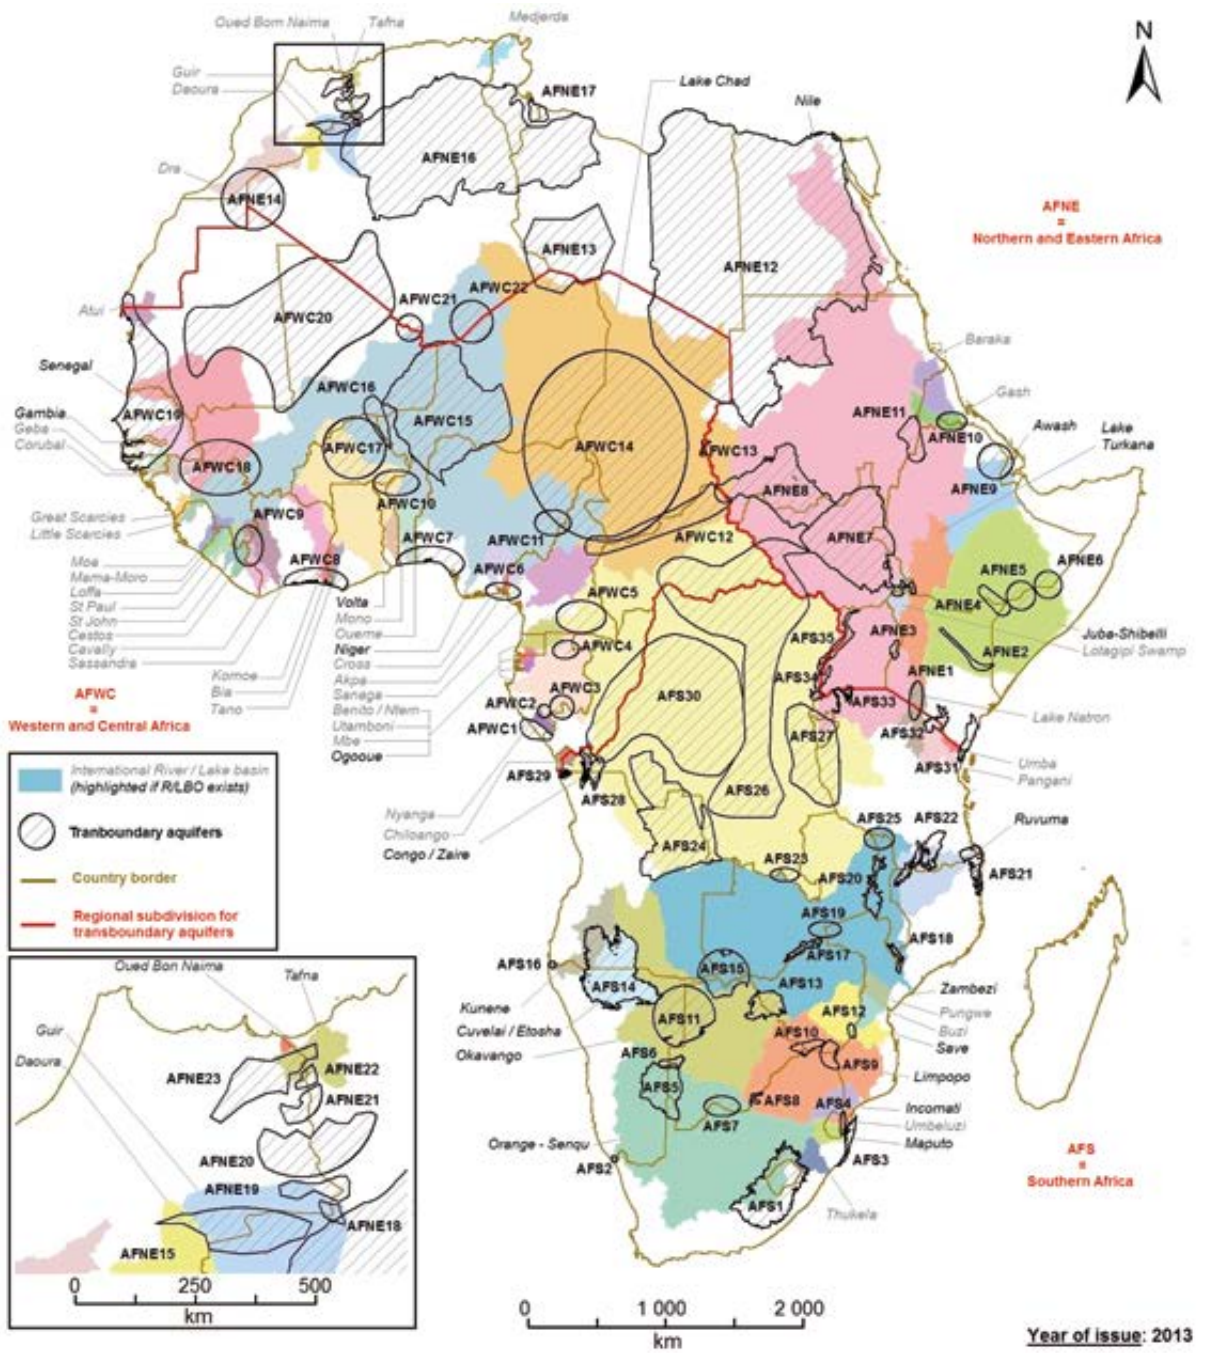 Oued Bom Naima
Tafna
Medjerda
Guir
Daoura
Lake Chad
AFNE17
Nile
N
AFNE16
Dra
AFNE14
AFNE
=
Northern and Eastern Africa
AFNE13
AFNE12
AFWC21
AFWC22
Atui
AFWC20
Baraka
Senegal
AFWC16
Gash
Gambia
Geba
Corubal
AFWC19
AFWC15
AFNE11
AFNE10
Awash
Lake
Turkana
AFWC17
AFWC14
AFWC13
AFWC18
AFNE8
AFNE9
AFWC10
Great Scarcies
Little Scarcies
AFWC9
AFWC7
AFWC11
AFWC12
AFNE7
AFWC8
AFWC6
AFNE5
AFNE6
Moa
Mama-Moro
Loffa
St Paul
St John
Cestos
Cavally
Sassandra
Volta
Mono
Oueme
Niger
Cross
Akpa
Sanaga
Benito / Ntem
Utamboni
Mbe
Ogooue
AFWC5
AFNE4
Juba-Shibelli
Lotagipi Swamp
AFWC4
AFS35
AFNE3
AFNE2
Komoe
Bia
Tano
AFWC3
AFS34
AFNE1
AFWC
=
Western and Central Africa
AFWC2
AFWC1
AFS30
AFS33
Lake Natron
AFS27
AFS32
AFS31
Umba
Pangani
International River / Lake basin
(highlighted if R/LBO exists)
Tranboundary aquifers
Country border
Regional subdivision for
transboundary aquifers
AFS29
AFS28
AFS26
Nyanga
Chiloango
Congo / Zaire
AFS25
AFS22
Ruvuma
AFS24
AFS23
AFS20
AFS21
AFS19
AFS18
AFS16
AFS15
AFS17
AFS14
AFS13
Kunene
Cuvelai / Etosha
Okavango
AFS11
AFS12
Zambezi
Pungwe
Buzi
Save
AFS10
AFS6
AFS9
Limpopo
AFS5
AFS8
AFS4
Incomati
Umbeluzi
Maputo
AFS7
Orange - Senqu
AFS2
AFS3
AFS1
Thukela
AFS
=
Southern Africa
Oued Bon Naima
Tafna
Guir
Daoura
AFNE23
AFNE22
AFNE21
AFNE20
AFNE19
AFNE18
AFNE15
0 250 500
km
0 1 000 2 000
km
Year of issue: 2013